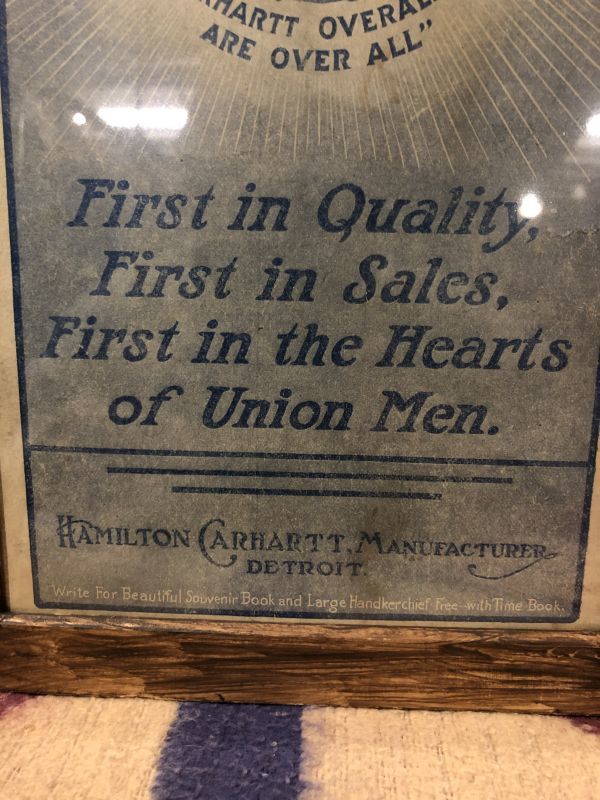 OVERAL
ARE OVER ALL”
First in Quality,
First in Sales,
First in the Hearts
of Union Men.
HAMILTON CARHARTT, MANUFACTURER
DETROIT.
Write For Beautiful Souvenir Book and Large Handkerchief Free with Time Book.